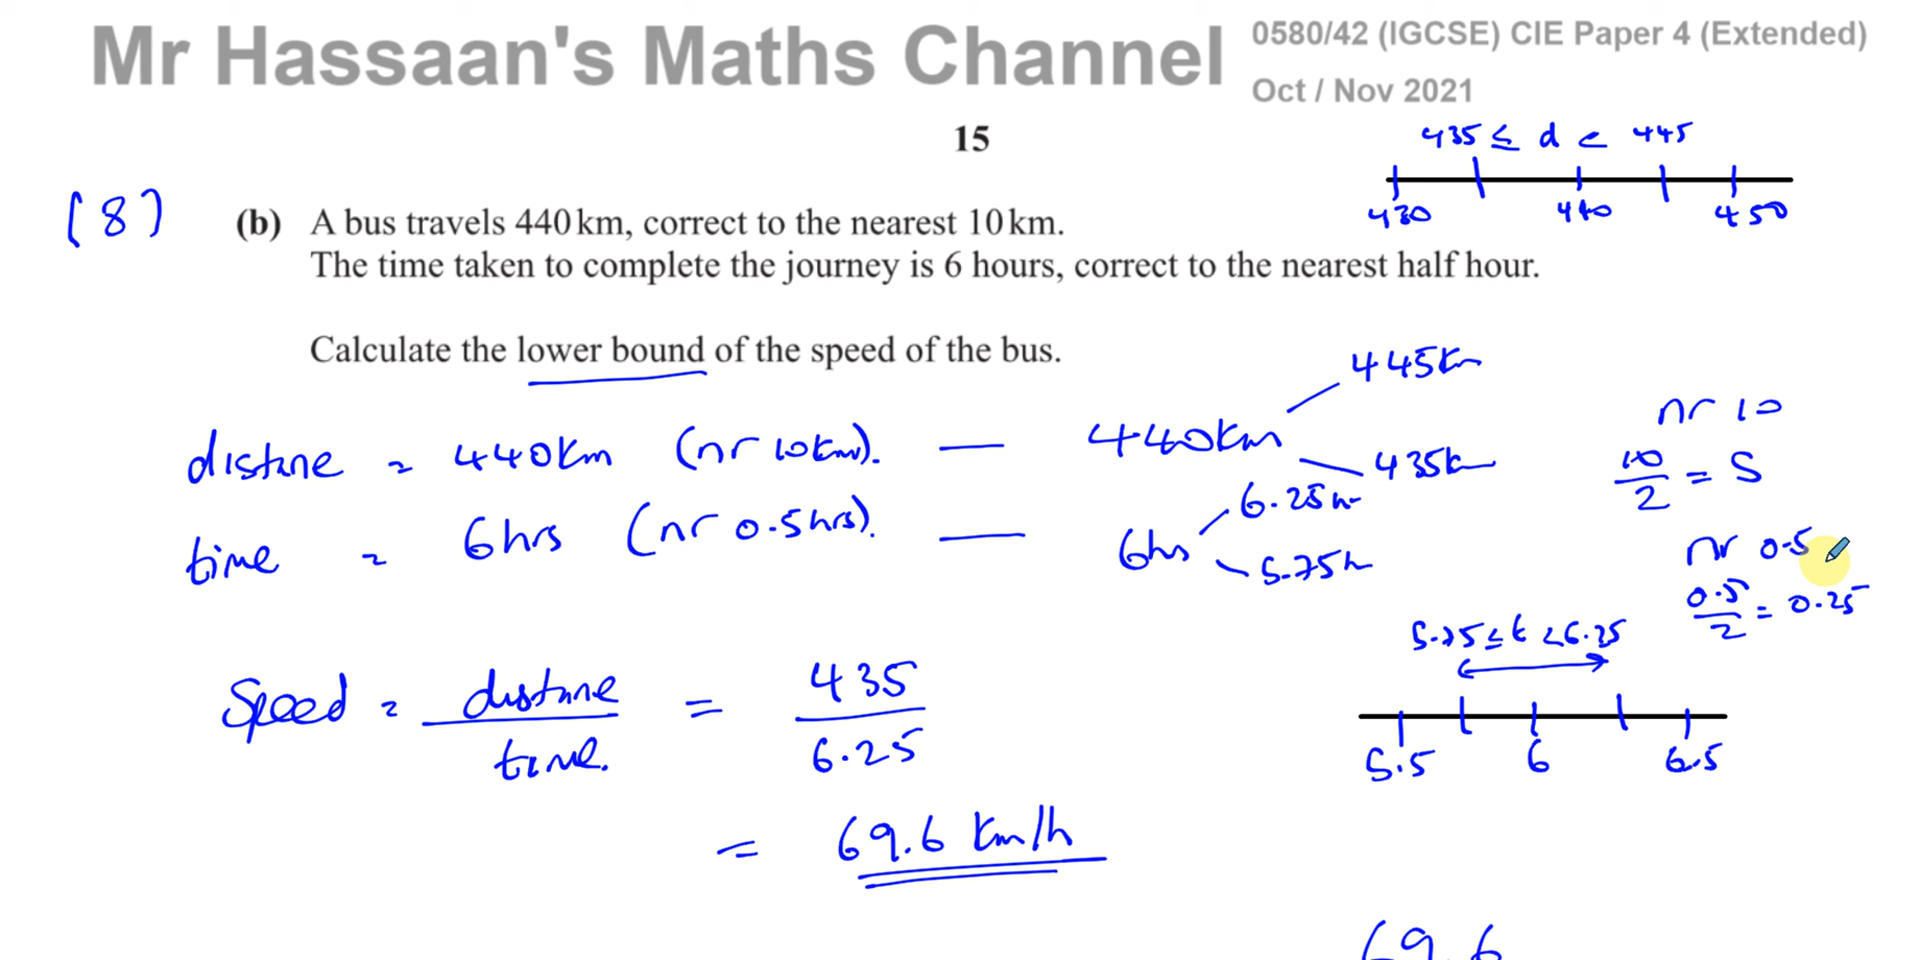 Mr Hassaan's Maths Channel
0580/42 (IGCSE) CIE Paper 4 (Extended)
Oct / Nov 2021
15
435 ≤ d < 445
430 440 450
(8)
(b) A bus travels 440 km, correct to the nearest 10 km.
The time taken to complete the journey is 6 hours, correct to the nearest half hour.
Calculate the lower bound of the speed of the bus.
distance = 440km (nr 10km). — 440km
445km
435km
time = 6hrs (nr 0.5hrs). — 6hrs
6.25hr
5.75hr
nr 10
10/2 = 5
nr 0.5
0.5/2 = 0.25
5.75 ≤ t < 6.25
5.5 6 6.5
Speed = distance/time. = 435/6.25
= 69.6 km/h
69.6